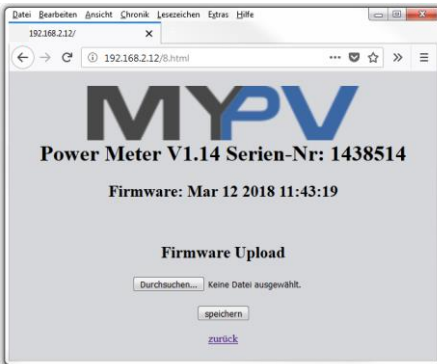 Datei Bearbeiten Ansicht Chronik Lesezeichen Extras Hilfe
192.168.2.12/
192.168.2.12/8.html
MYPV
Power Meter V1.14 Serien-Nr: 1438514
Firmware: Mar 12 2018 11:43:19
Firmware Upload
Durchsuchen... Keine Datei ausgewählt.
speichern
zurück